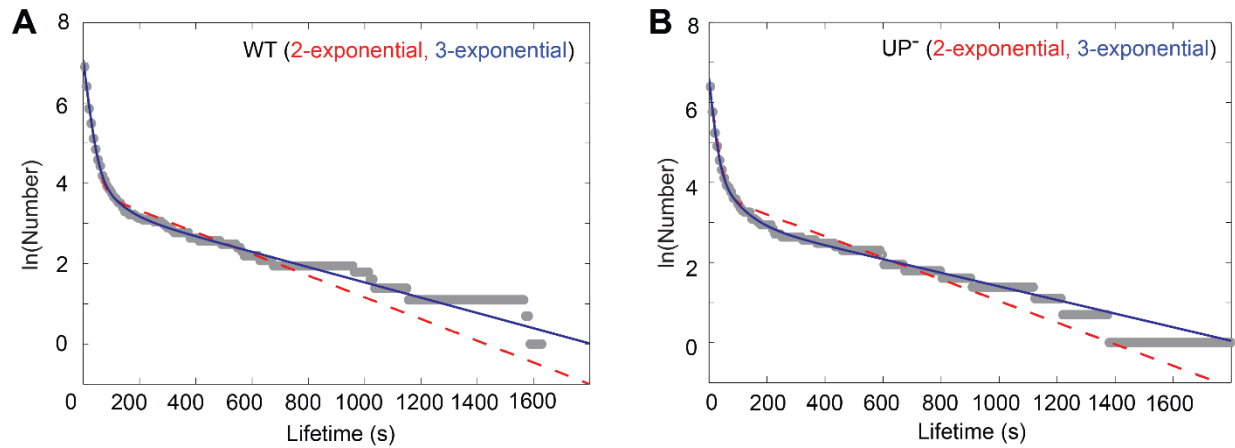 A
WT (2-exponential, 3-exponential)
8
6
4
2
0
ln(Number)
0 200 400 600 800 1000 1200 1400 1600
Lifetime (s)
B
UP⁻ (2-exponential, 3-exponential)
8
6
4
2
0
ln(Number)
0 200 400 600 800 1000 1200 1400 1600
Lifetime (s)